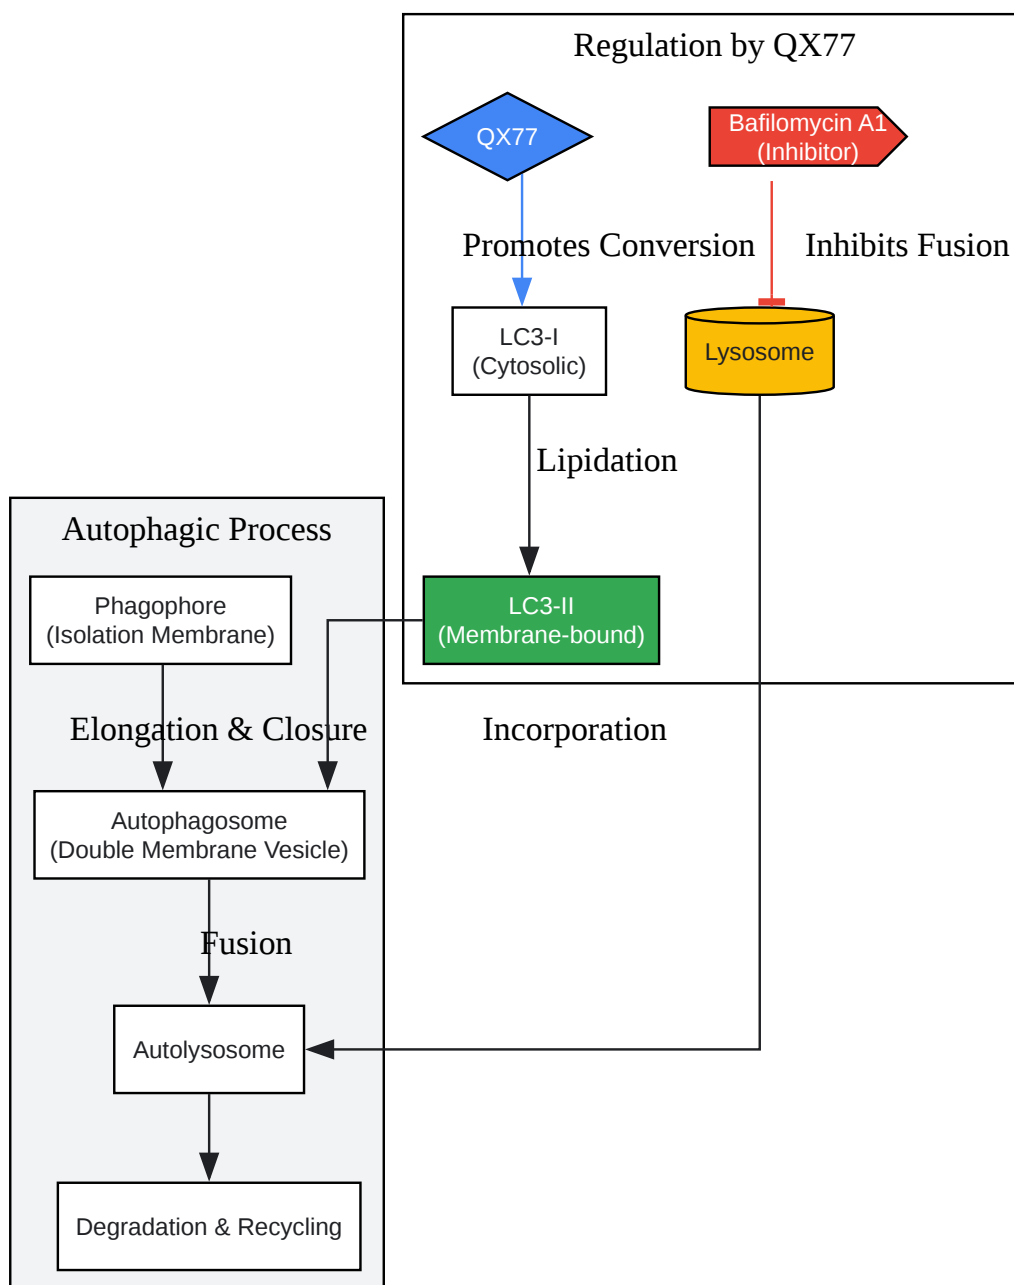 Regulation by QX77
QX77
Bafilomycin A1
(Inhibitor)
Promotes Conversion
Inhibits Fusion
LC3-I
(Cytosolic)
Lysosome
Lipidation
Autophagic Process
Phagophore
(Isolation Membrane)
LC3-II
(Membrane-bound)
Elongation & Closure
Incorporation
Autophagosome
(Double Membrane Vesicle)
Fusion
Autolysosome
Degradation & Recycling